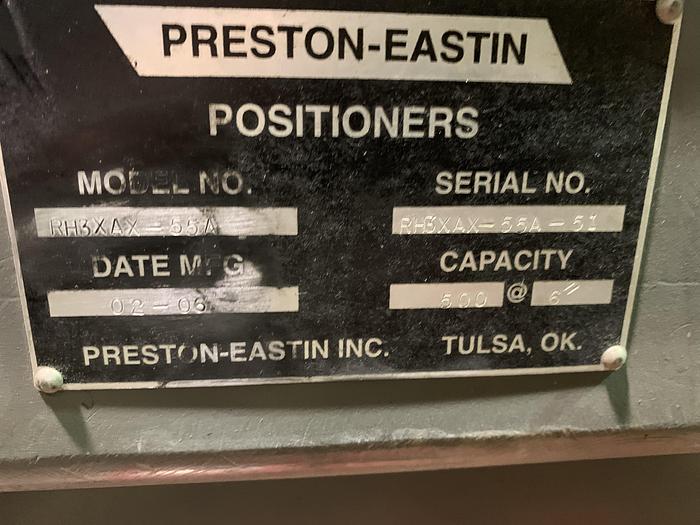 PRESTON-EASTIN
POSITIONERS
MODEL NO. SERIAL NO.
RH3XAX-55A RH3XAX-55A-51
DATE MFG CAPACITY
02-06 500 @ 6"
PRESTON-EASTIN INC. TULSA, OK.